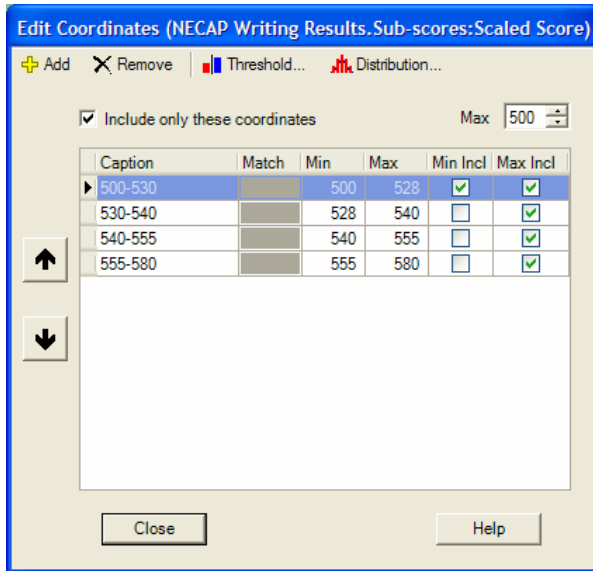 Edit Coordinates (NECAP Writing Results.Sub-scores:Scaled Score)
Add Remove Threshold... Distribution...
Include only these coordinates Max 500
Caption Match Min Max Min Incl Max Incl
500-530 500 528
530-540 528 540
540-555 540 555
555-580 555 580
Close Help